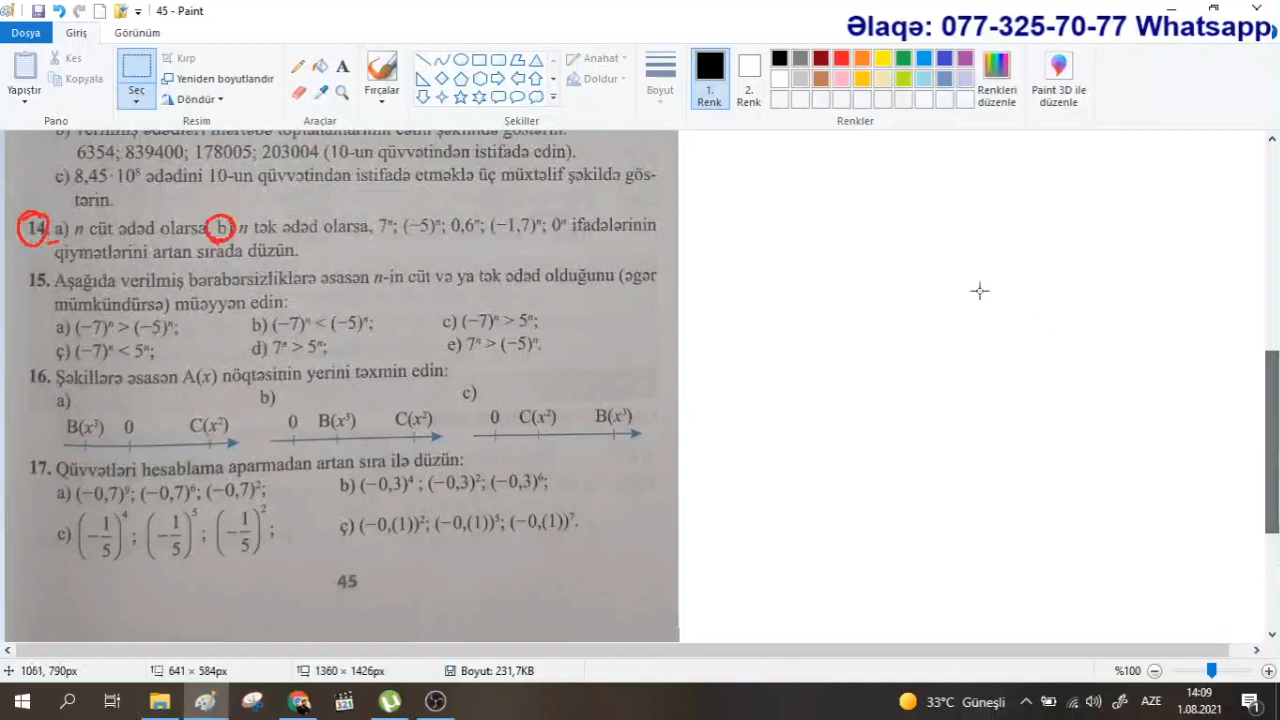 45 - Paint
Əlaqə: 077-325-70-77 Whatsapp
Dosya Giriş Görünüm
Yapıştır Kes Kopyala
Pano
Seç Kırp Yeniden boyutlandır Döndür
Resim
Fırçalar
Araçlar
Anahat Doldur
Şekiller
Boyut
1. Renk 2. Renk Renkleri düzenle Paint 3D ile düzenle
Renkler
b) verilmiş ədədləri mərtəbə toplananlarının cəmi şəklində göstərin:
6354; 839400; 178005; 203004 (10-un qüvvətindən istifadə edin).
c) 8,45·10⁵ ədədini 10-un qüvvətindən istifadə etməklə üç müxtəlif şəkildə gös-
tərin.
14. a) n cüt ədəd olarsa, b) n tək ədəd olarsa, 7ⁿ; (−5)ⁿ; 0,6ⁿ; (−1,7)ⁿ; 0ⁿ ifadələrinin
qiymətlərini artan sırada düzün.
15. Aşağıda verilmiş bərabərsizliklərə əsasən n-in cüt və ya tək ədəd olduğunu (əgər
mümkündürsə) müəyyən edin:
a) (−7)ⁿ > (−5)ⁿ; b) (−7)ⁿ < (−5)ⁿ; c) (−7)ⁿ > 5ⁿ;
ç) (−7)ⁿ < 5ⁿ; d) 7ⁿ > 5ⁿ; e) 7ⁿ > (−5)ⁿ.
16. Şəkillərə əsasən A(x) nöqtəsinin yerini təxmin edin:
a) b) c)
B(x³) 0 C(x²) 0 B(x³) C(x²) 0 C(x²) B(x³)
17. Qüvvətləri hesablama aparmadan artan sıra ilə düzün:
a) (−0,7)⁹; (−0,7)⁶; (−0,7)²; b) (−0,3)⁴ ; (−0,3)²; (−0,3)⁶;
c) (−1/5)⁴; (−1/5)⁵; (−1/5)²; ç) (−0,(1))²; (−0,(1))⁵; (−0,(1))⁷.
45
1061, 790px 641 × 584px 1360 × 1426px Boyut: 231,7KB %100
33°C Güneşli AZE 14:09
1.08.2021